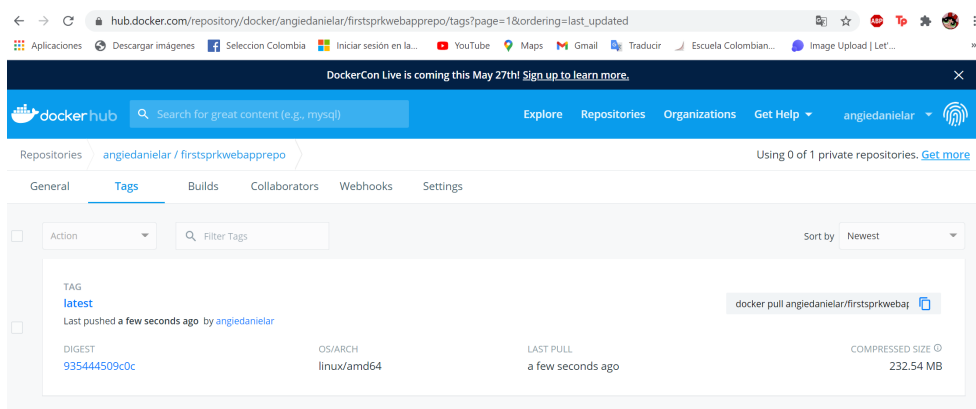 hub.docker.com/repository/docker/angiedanielar/firstsprkwebapprepo/tags?page=1&ordering=last_updated
ABP
Tp
Aplicaciones Descargar imágenes Seleccion Colombia Iniciar sesión en la... YouTube Maps Gmail Traducir Escuela Colombian... Image Upload | Let'... »
DockerCon Live is coming this May 27th! Sign up to learn more.
dockerhub Search for great content (e.g., mysql) Explore Repositories Organizations Get Help angiedanielar
Repositories angiedanielar / firstsprkwebapprepo Using 0 of 1 private repositories. Get more
General Tags Builds Collaborators Webhooks Settings
Action Filter Tags Sort by Newest
TAG
latest
docker pull angiedanielar/firstsprkwebap
Last pushed a few seconds ago by angiedanielar
DIGEST OS/ARCH LAST PULL COMPRESSED SIZE
935444509c0c linux/amd64 a few seconds ago 232.54 MB